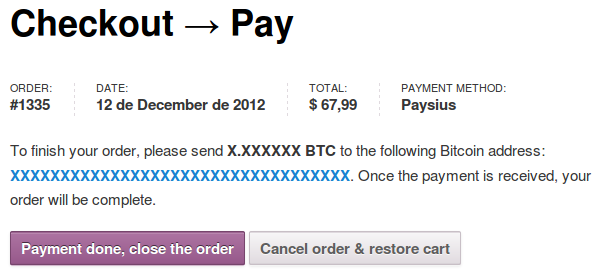 Checkout → Pay
ORDER: DATE: TOTAL: PAYMENT METHOD:
#1335 12 de December de 2012 $ 67,99 Paysius
To finish your order, please send X.XXXXXX BTC to the following Bitcoin address:
XXXXXXXXXXXXXXXXXXXXXXXXXXXXXXXXXX. Once the payment is received, your
order will be complete.
Payment done, close the order Cancel order & restore cart